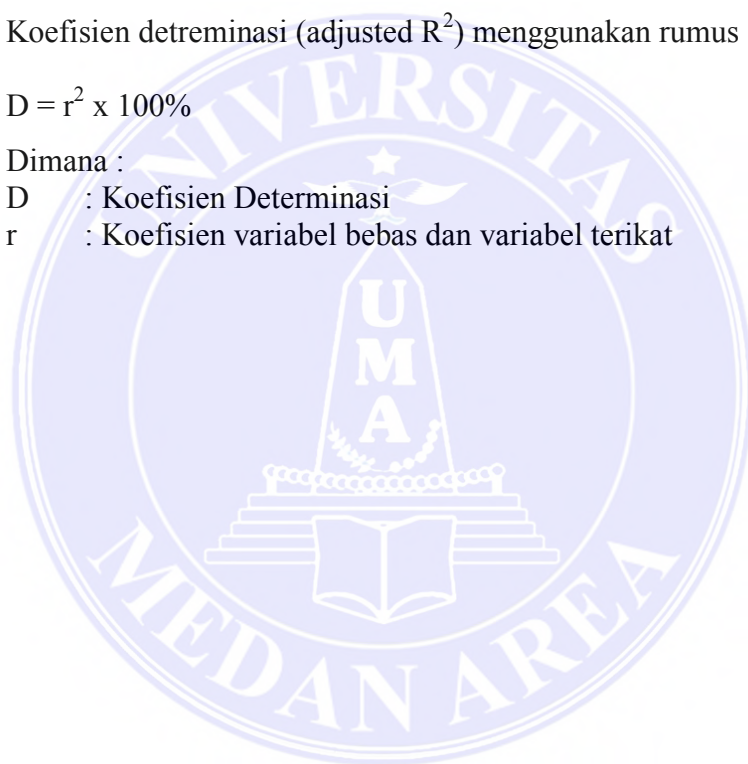 Koefisien detreminasi (adjusted R²) menggunakan rumus
D = r² x 100%
Dimana :
D : Koefisien Determinasi
r : Koefisien variabel bebas dan variabel terikat
UNIVERSITAS
UMA
MEDAN AREA